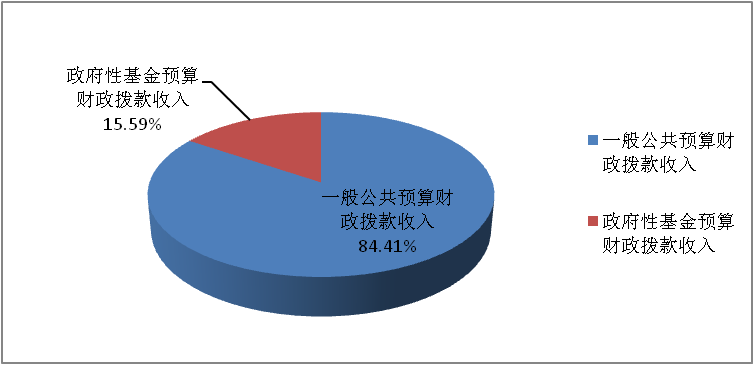 政府性基金预算
财政拨款收入
15.59%
一般公共预算财
政拨款收入
84.41%
一般公共预算财
政拨款收入
政府性基金预算
财政拨款收入